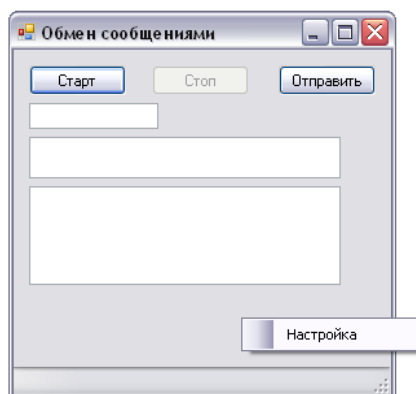 Обмен сообщениями
Старт Стоп Отправить
Настройка